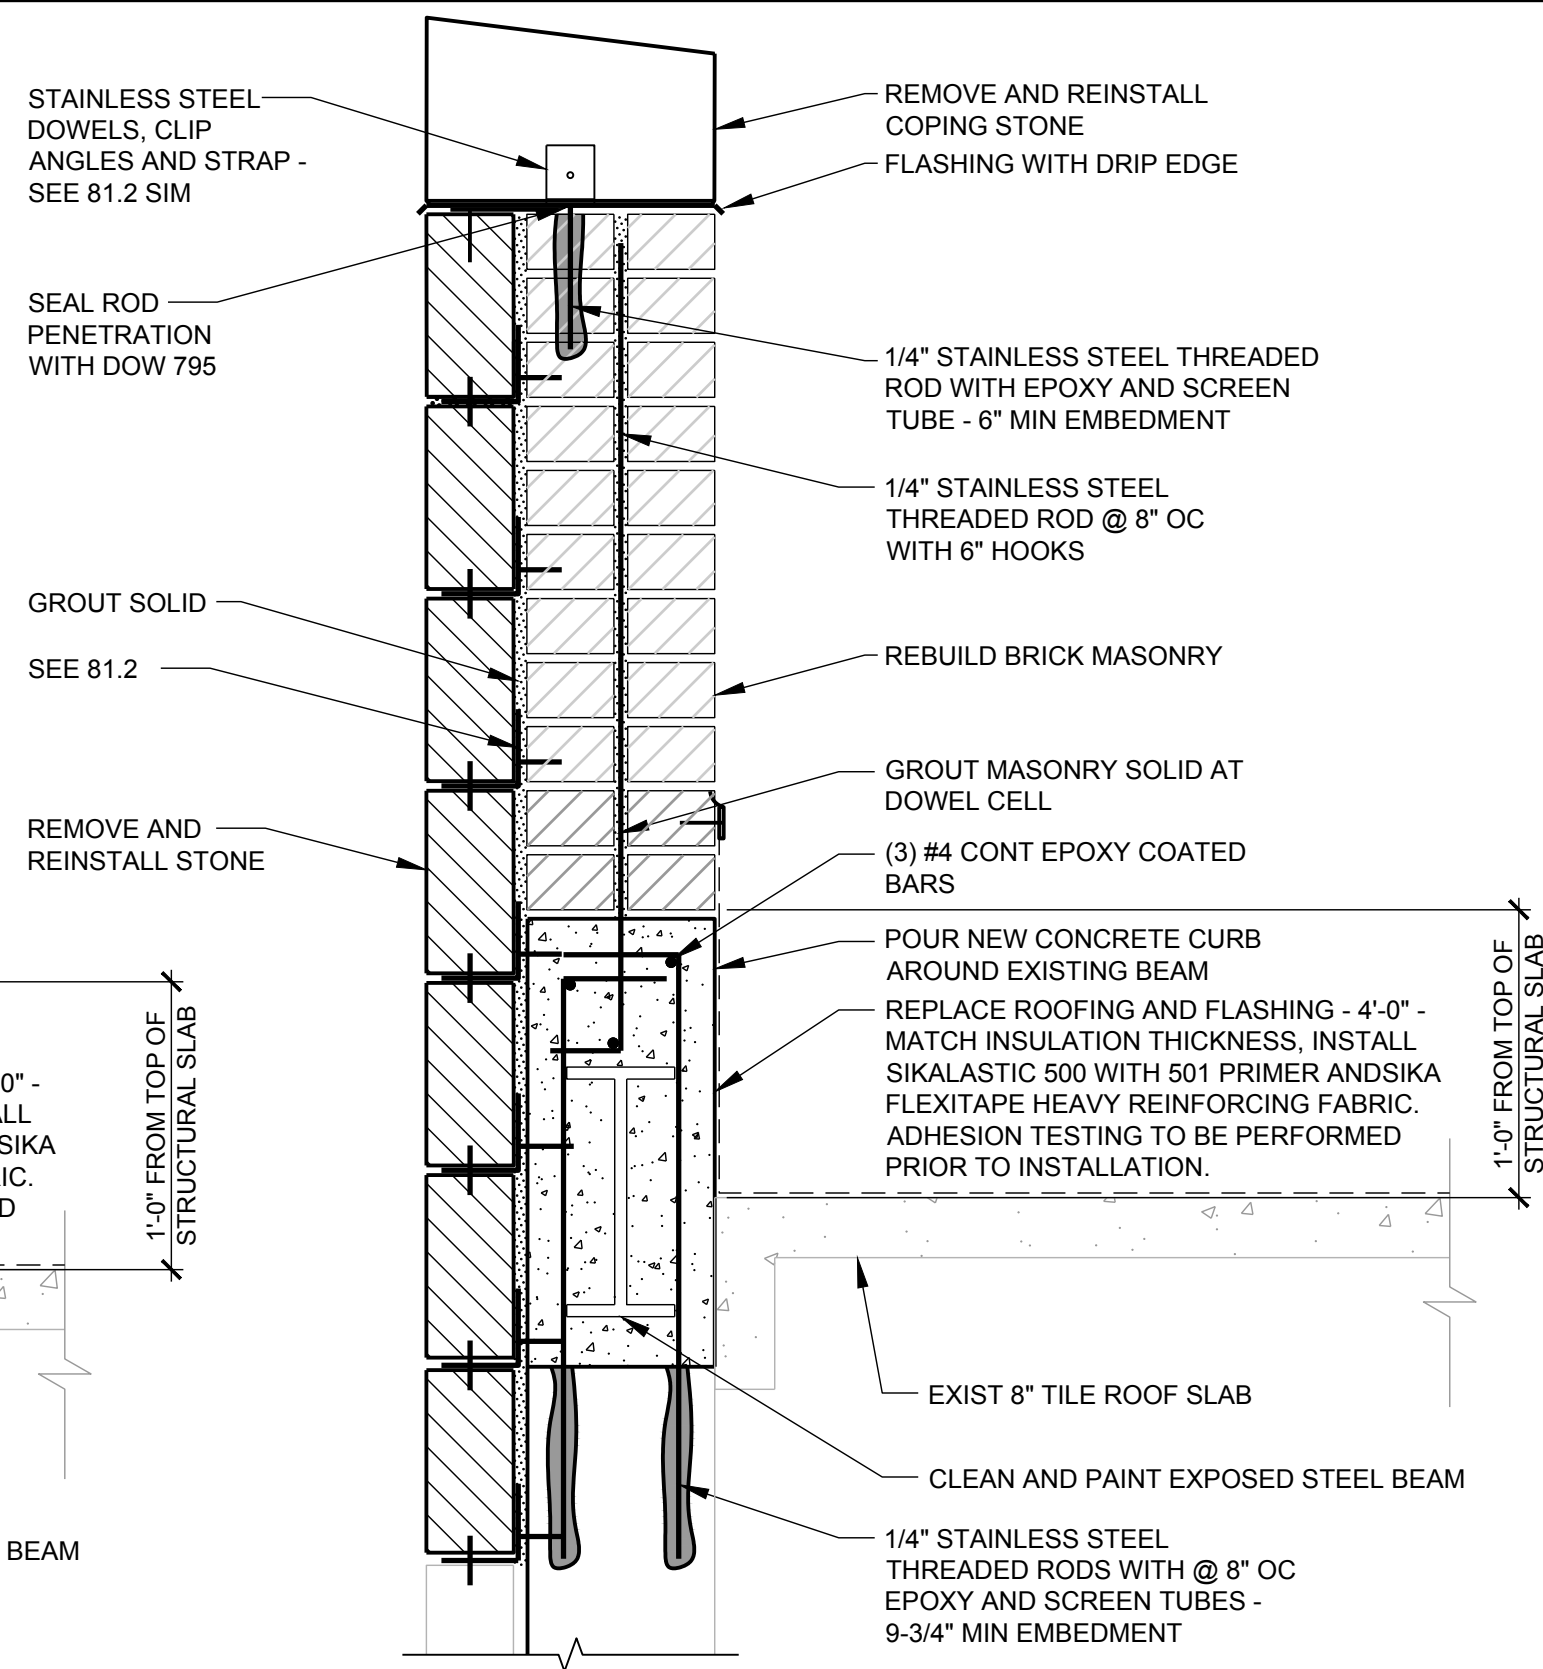 STAINLESS STEEL
DOWELS, CLIP
ANGLES AND STRAP -
SEE 81.2 SIM
SEAL ROD
PENETRATION
WITH DOW 795
GROUT SOLID
SEE 81.2
REMOVE AND
REINSTALL STONE
1'-0" FROM TOP OF
STRUCTURAL SLAB
0" -
ALL
SIKA
IC.
D
BEAM
REMOVE AND REINSTALL
COPING STONE
FLASHING WITH DRIP EDGE
1/4" STAINLESS STEEL THREADED
ROD WITH EPOXY AND SCREEN
TUBE - 6" MIN EMBEDMENT
1/4" STAINLESS STEEL
THREADED ROD @ 8" OC
WITH 6" HOOKS
REBUILD BRICK MASONRY
GROUT MASONRY SOLID AT
DOWEL CELL
(3) #4 CONT EPOXY COATED
BARS
POUR NEW CONCRETE CURB
AROUND EXISTING BEAM
REPLACE ROOFING AND FLASHING - 4'-0" -
MATCH INSULATION THICKNESS, INSTALL
SIKALASTIC 500 WITH 501 PRIMER ANDSIKA
FLEXITAPE HEAVY REINFORCING FABRIC.
ADHESION TESTING TO BE PERFORMED
PRIOR TO INSTALLATION.
1'-0" FROM TOP OF
STRUCTURAL SLAB
EXIST 8" TILE ROOF SLAB
CLEAN AND PAINT EXPOSED STEEL BEAM
1/4" STAINLESS STEEL
THREADED RODS WITH @ 8" OC
EPOXY AND SCREEN TUBES -
9-3/4" MIN EMBEDMENT